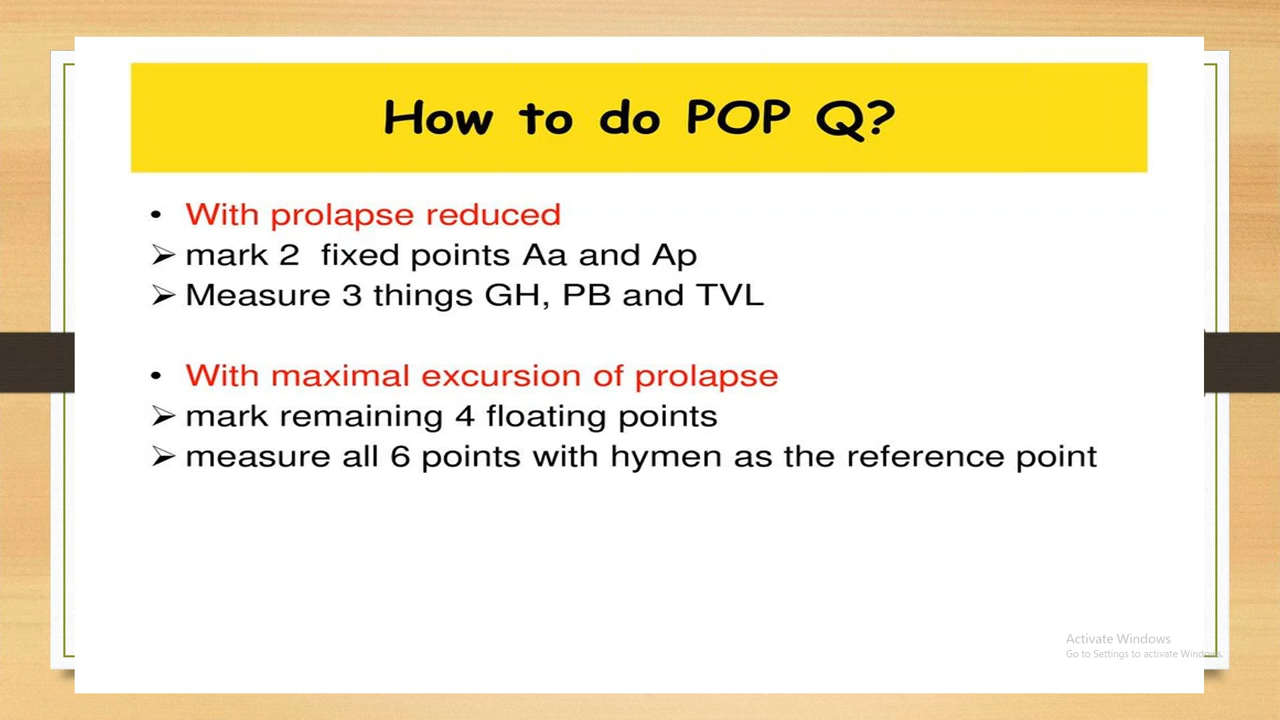 How to do POP Q?
• With prolapse reduced
➢ mark 2 fixed points Aa and Ap
➢ Measure 3 things GH, PB and TVL
• With maximal excursion of prolapse
➢ mark remaining 4 floating points
➢ measure all 6 points with hymen as the reference point
Activate Windows
Go to Settings to activate Windows.